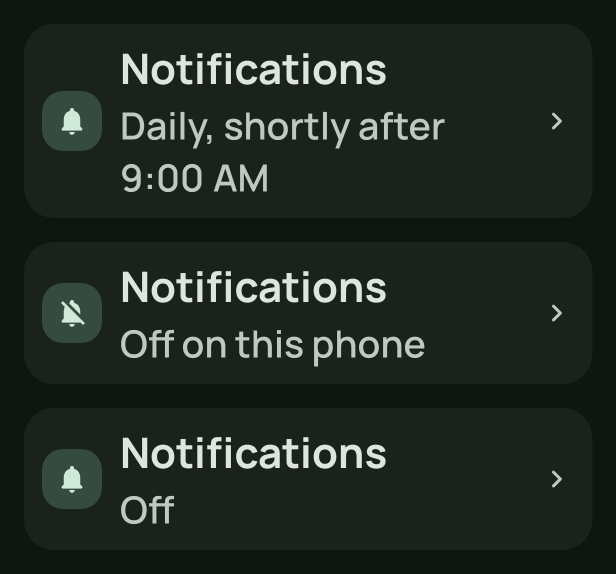 Notifications
Daily, shortly after
9:00 AM
Notifications
Off on this phone
Notifications
Off